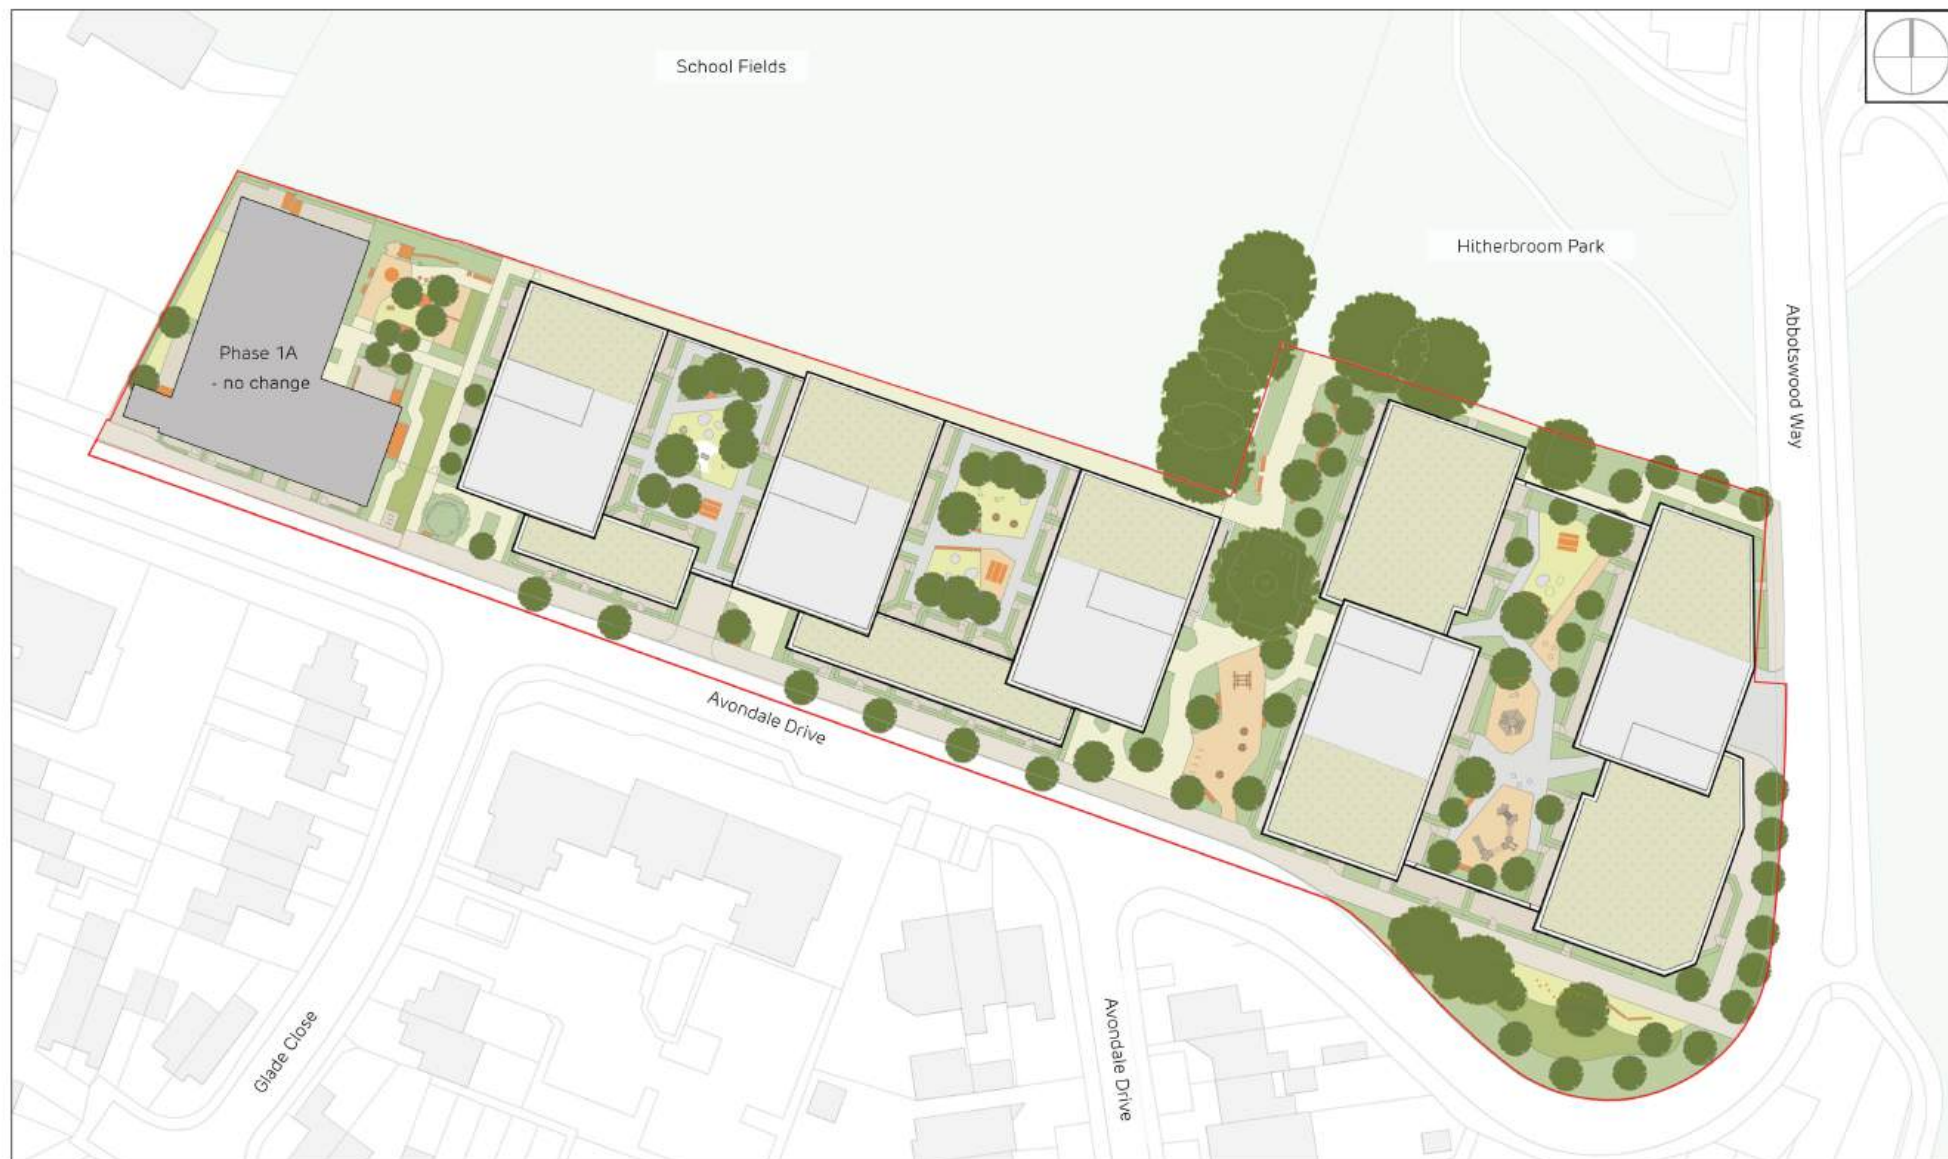 School Fields
Hitherbroom Park
Abbotswood Way
Phase 1A
- no change
Avondale Drive
Glade Close
Avondale Drive